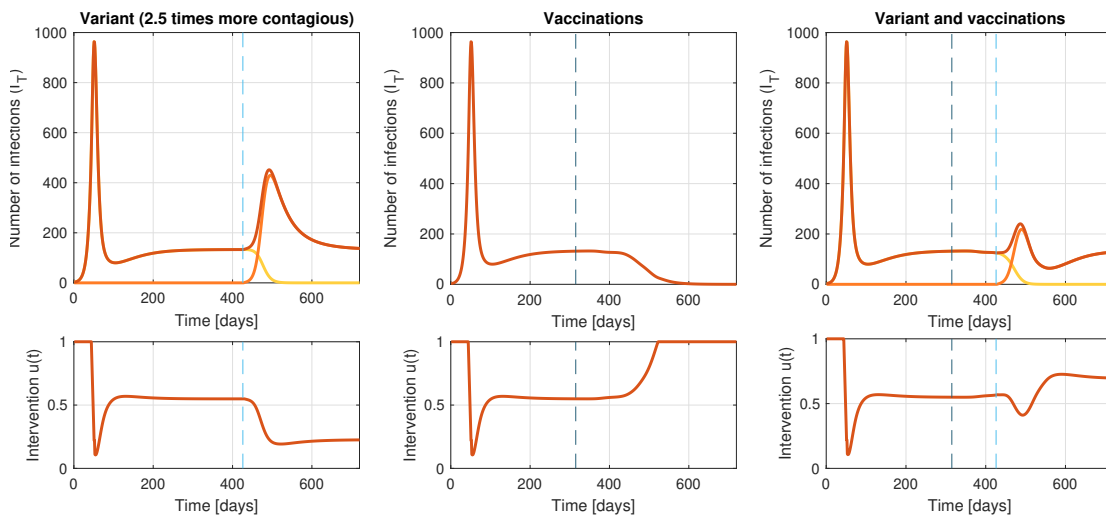 Variant (2.5 times more contagious)
Number of infections (I_T)
1000
800
600
400
200
0
0 200 400 600
Time [days]
Intervention u(t)
1
0.5
0
0 200 400 600
Time [days]
Vaccinations
Number of infections (I_T)
1000
800
600
400
200
0
0 200 400 600
Time [days]
Intervention u(t)
1
0.5
0
0 200 400 600
Time [days]
Variant and vaccinations
Number of infections (I_T)
1000
800
600
400
200
0
0 200 400 600
Time [days]
Intervention u(t)
1
0.5
0
0 200 400 600
Time [days]